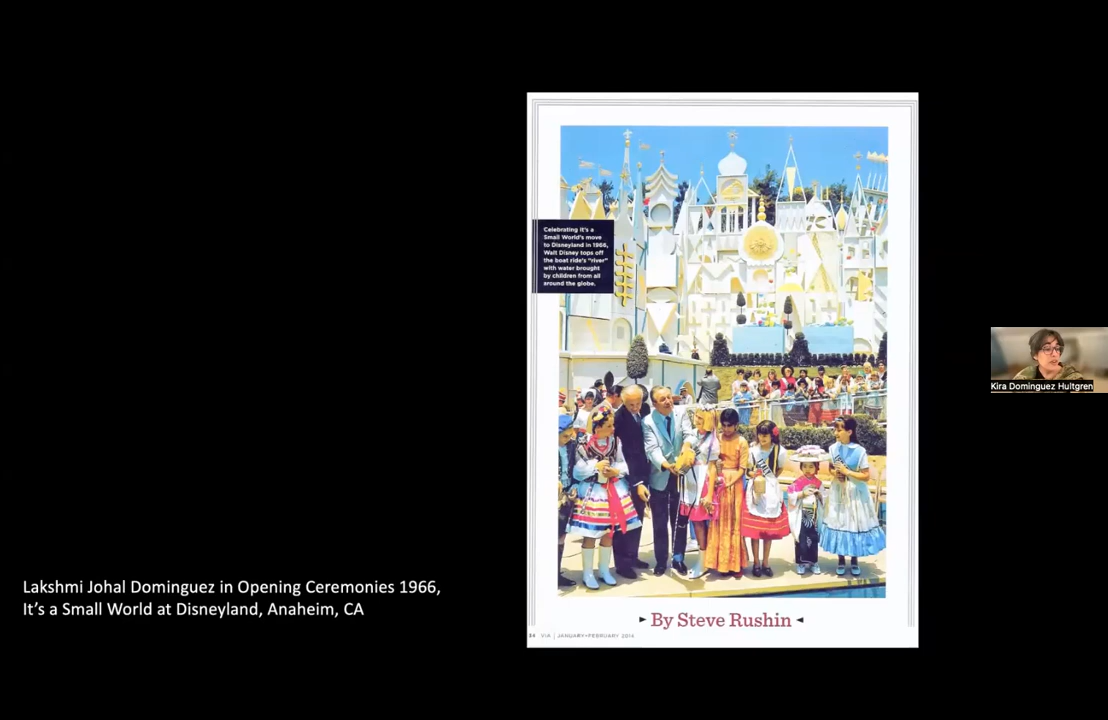 Celebrating It's a
Small World's move
to Disneyland in 1966,
Walt Disney tops off
the boat ride's "river"
with water brought
by children from all
around the globe.
Kira Dominguez Hultgren
Lakshmi Johal Dominguez in Opening Ceremonies 1966,
It's a Small World at Disneyland, Anaheim, CA
By Steve Rushin
54 VIA | JANUARY+FEBRUARY 2014